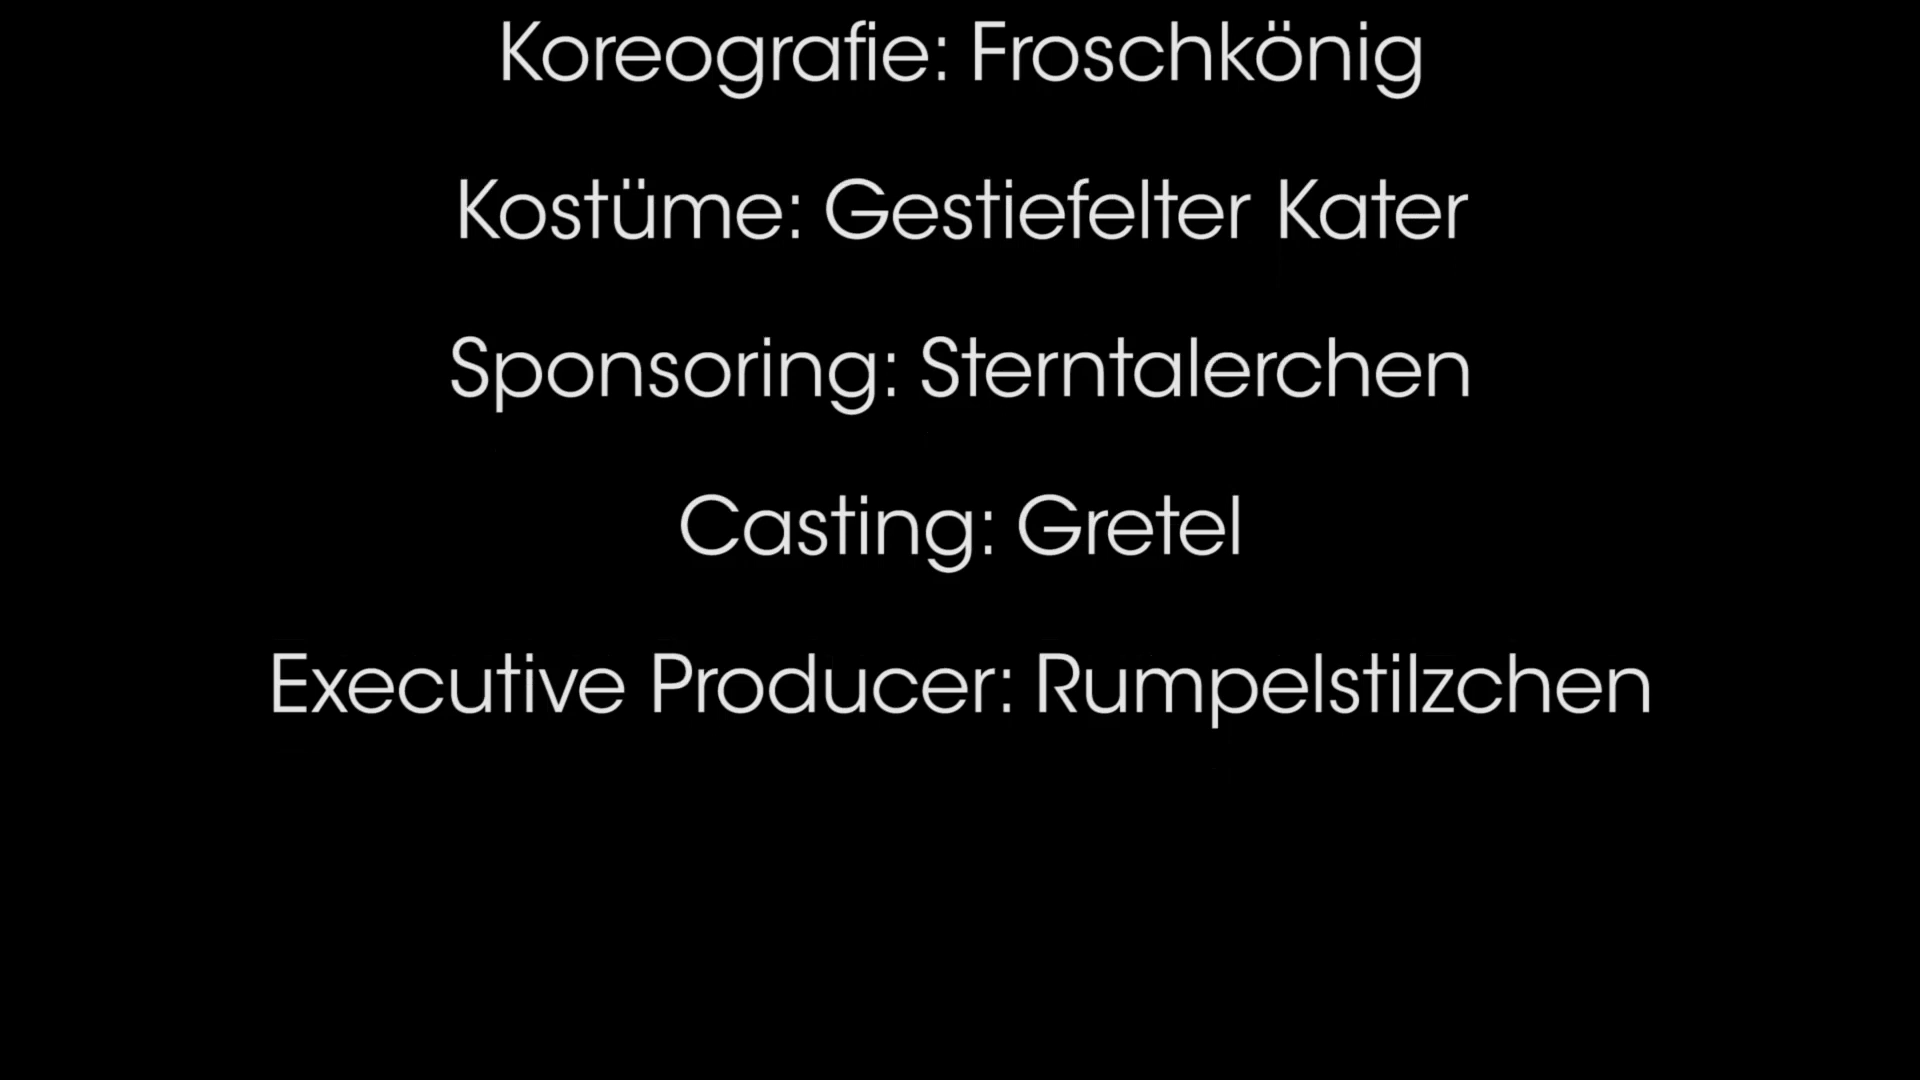 Koreografie: Froschkönig
Kostüme: Gestiefelter Kater
Sponsoring: Sterntalerchen
Casting: Gretel
Executive Producer: Rumpelstilzchen